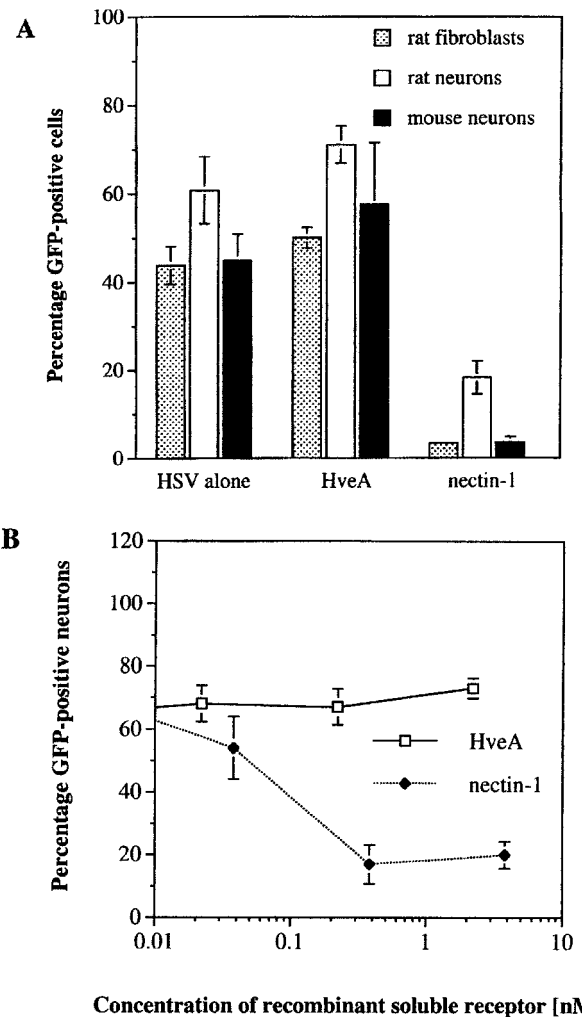 A
rat fibroblasts
rat neurons
mouse neurons
Percentage GFP-positive cells
100
80
60
40
20
0
HSV alone HveA nectin-1
B
Percentage GFP-positive neurons
120
100
80
60
40
20
0
HveA
nectin-1
0.01 0.1 1 10
Concentration of recombinant soluble receptor [nM